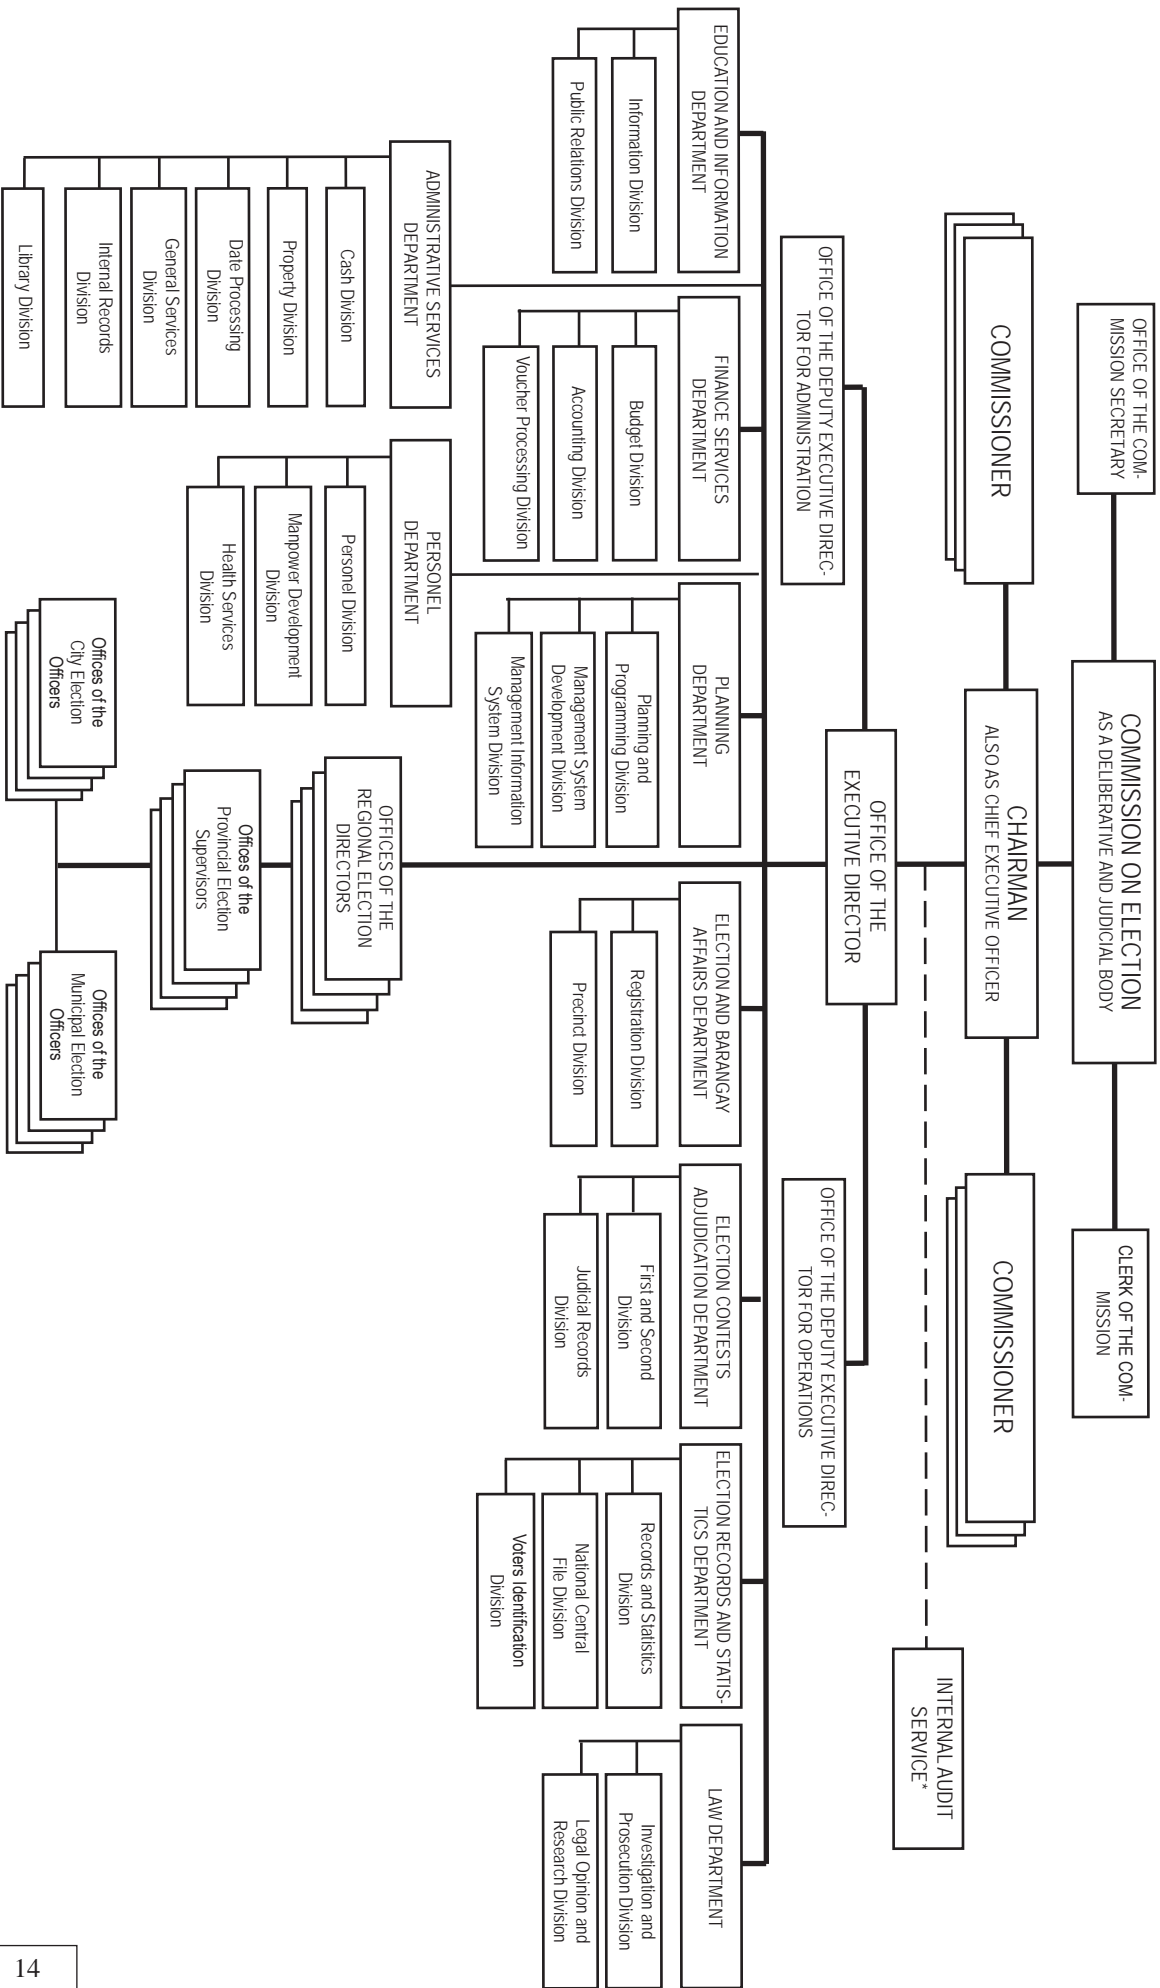 COMMISSION ON ELECTION
AS A DELIBERATIVE AND JUDICIAL BODY
OFFICE OF THE COM-
MISSION SECRETARY
CLERK OF THE COM-
MISSION
COMMISSIONER
CHAIRMAN
ALSO AS CHIEF EXECUTIVE OFFICER
COMMISSIONER
INTERNAL AUDIT
SERVICE*
OFFICE OF THE
EXECUTIVE DIRECTOR
OFFICE OF THE DEPUTY EXECUTIVE DIREC-
TOR FOR ADMINISTRATION
OFFICE OF THE DEPUTY EXECUTIVE DIREC-
TOR FOR OPERATIONS
EDUCATION AND INFORMATION
DEPARTMENT
Information Division
Public Relations Division
FINANCE SERVICES
DEPARTMENT
Budget Division
Accounting Division
Voucher Processing Division
PLANNING
DEPARTMENT
Planning and
Programming Division
Management System
Development Division
Management Information
System Division
ELECTION AND BARANGAY
AFFAIRS DEPARTMENT
Registration Division
Precinct Division
ELECTION CONTESTS
ADJUDICATION DEPARTMENT
First and Second
Division
Judicial Records
Division
ELECTION RECORDS AND STATIS-
TICS DEPARTMENT
Records and Statistics
Division
National Central
File Division
Voters Identification
Division
LAW DEPARTMENT
Investigation and
Prosecution Division
Legal Opinion and
Research Division
ADMINISTRATIVE SERVICES
DEPARTMENT
Cash Division
Property Division
Date Processing
Division
General Services
Division
Internal Records
Division
Library Division
PERSONEL
DEPARTMENT
Personel Division
Manpower Development
Division
Health Services
Division
OFFICES OF THE
REGIONAL ELECTION
DIRECTORS
Offices of the
Provincial Election
Supervisors
Offices of the
City Election
Officers
Offices of the
Municipal Election
Officers
14